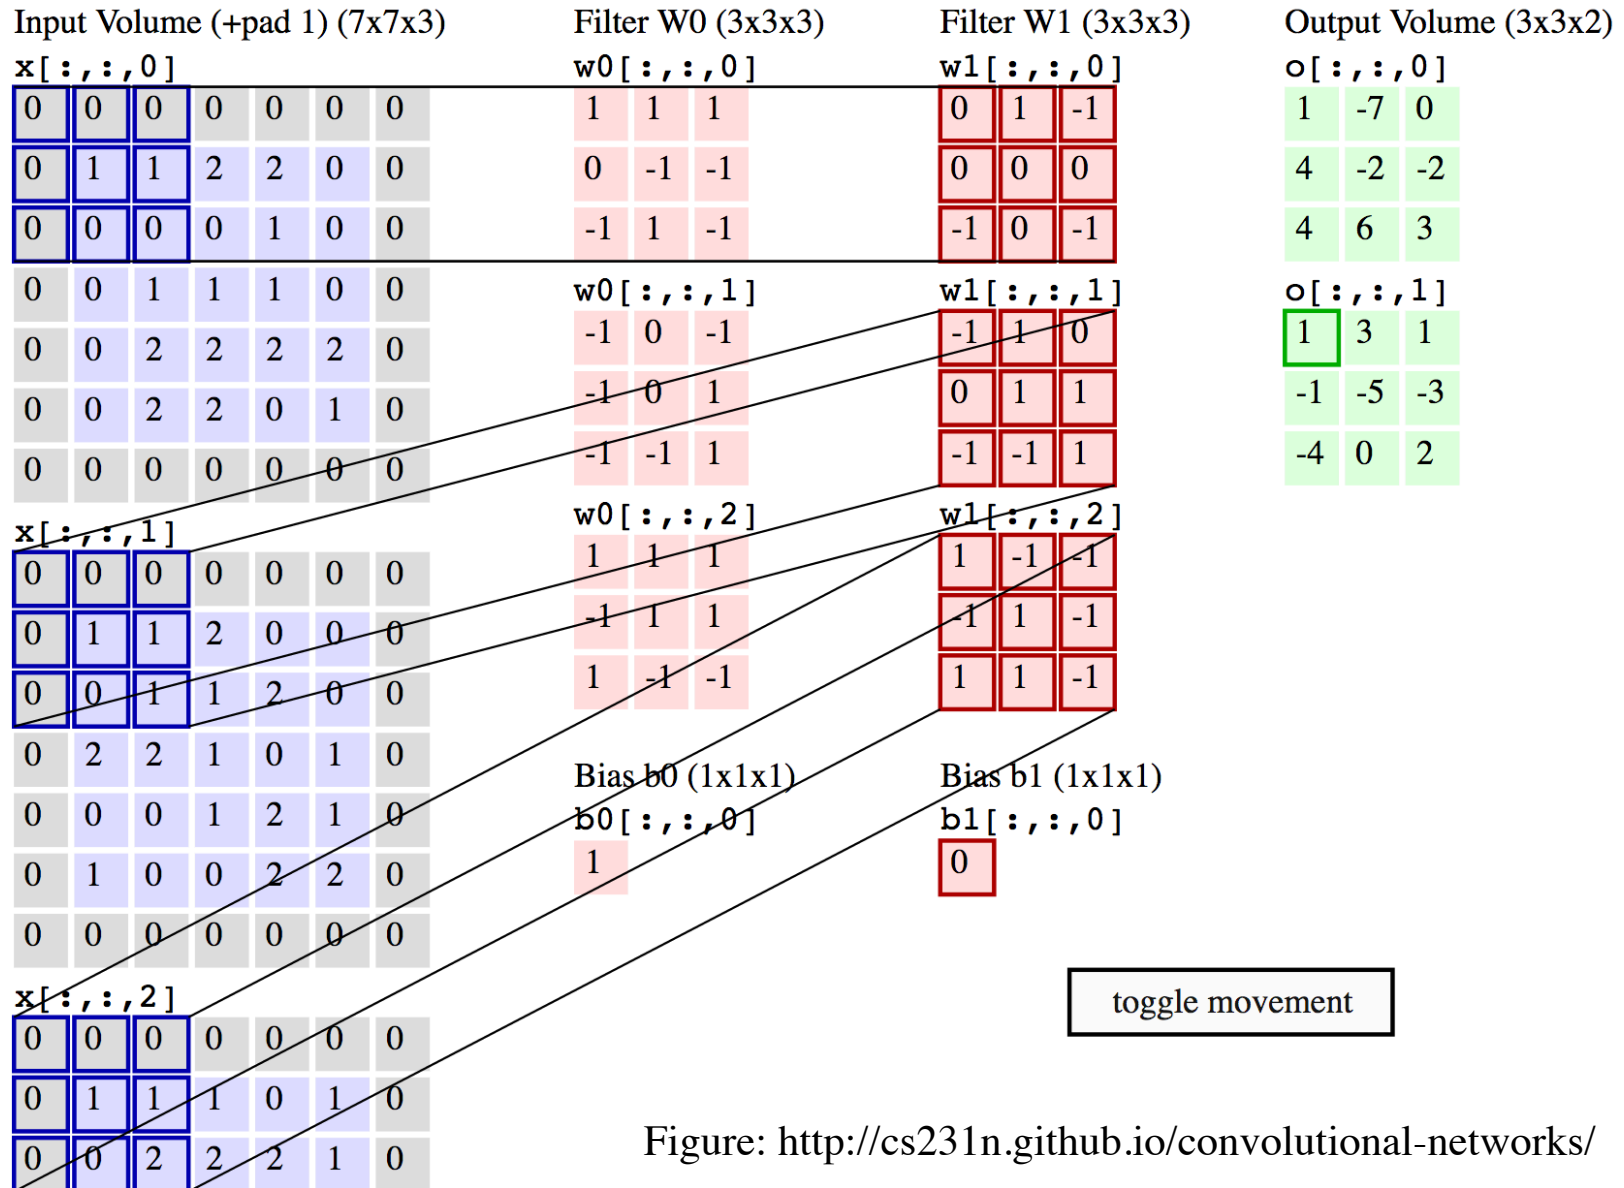 Input Volume (+pad 1) (7x7x3)
x[:,:,0]
0 0 0 0 0 0 0
0 1 1 2 2 0 0
0 0 0 0 1 0 0
0 0 1 1 1 0 0
0 0 2 2 2 2 0
0 0 2 2 0 1 0
0 0 0 0 0 0 0
x[:,:,1]
0 0 0 0 0 0 0
0 1 1 2 0 0 0
0 0 1 1 2 0 0
0 2 2 1 0 1 0
0 0 0 1 2 1 0
0 1 0 0 2 2 0
0 0 0 0 0 0 0
x[:,:,2]
0 0 0 0 0 0 0
0 1 1 1 0 1 0
0 0 2 2 2 1 0
Filter W0 (3x3x3)
w0[:,:,0]
1 1 1
0 -1 -1
-1 1 -1
w0[:,:,1]
-1 0 -1
-1 0 1
-1 -1 1
w0[:,:,2]
1 1 1
-1 1 1
1 -1 -1
Bias b0 (1x1x1)
b0[:,:,0]
1
Filter W1 (3x3x3)
w1[:,:,0]
0 1 -1
0 0 0
-1 0 -1
w1[:,:,1]
-1 1 0
0 1 1
-1 -1 1
w1[:,:,2]
1 -1 -1
-1 1 -1
1 1 -1
Bias b1 (1x1x1)
b1[:,:,0]
0
Output Volume (3x3x2)
o[:,:,0]
1 -7 0
4 -2 -2
4 6 3
o[:,:,1]
1 3 1
-1 -5 -3
-4 0 2
toggle movement
Figure: http://cs231n.github.io/convolutional-networks/